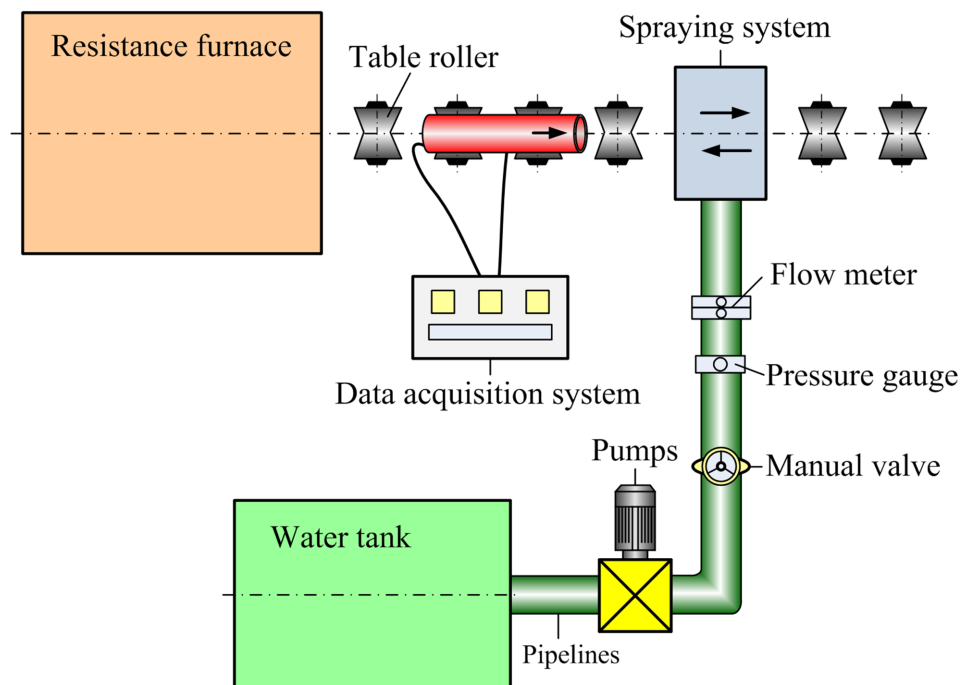 Resistance furnace
Table roller
Spraying system
Flow meter
Data acquisition system
Pressure gauge
Pumps
Manual valve
Water tank
Pipelines